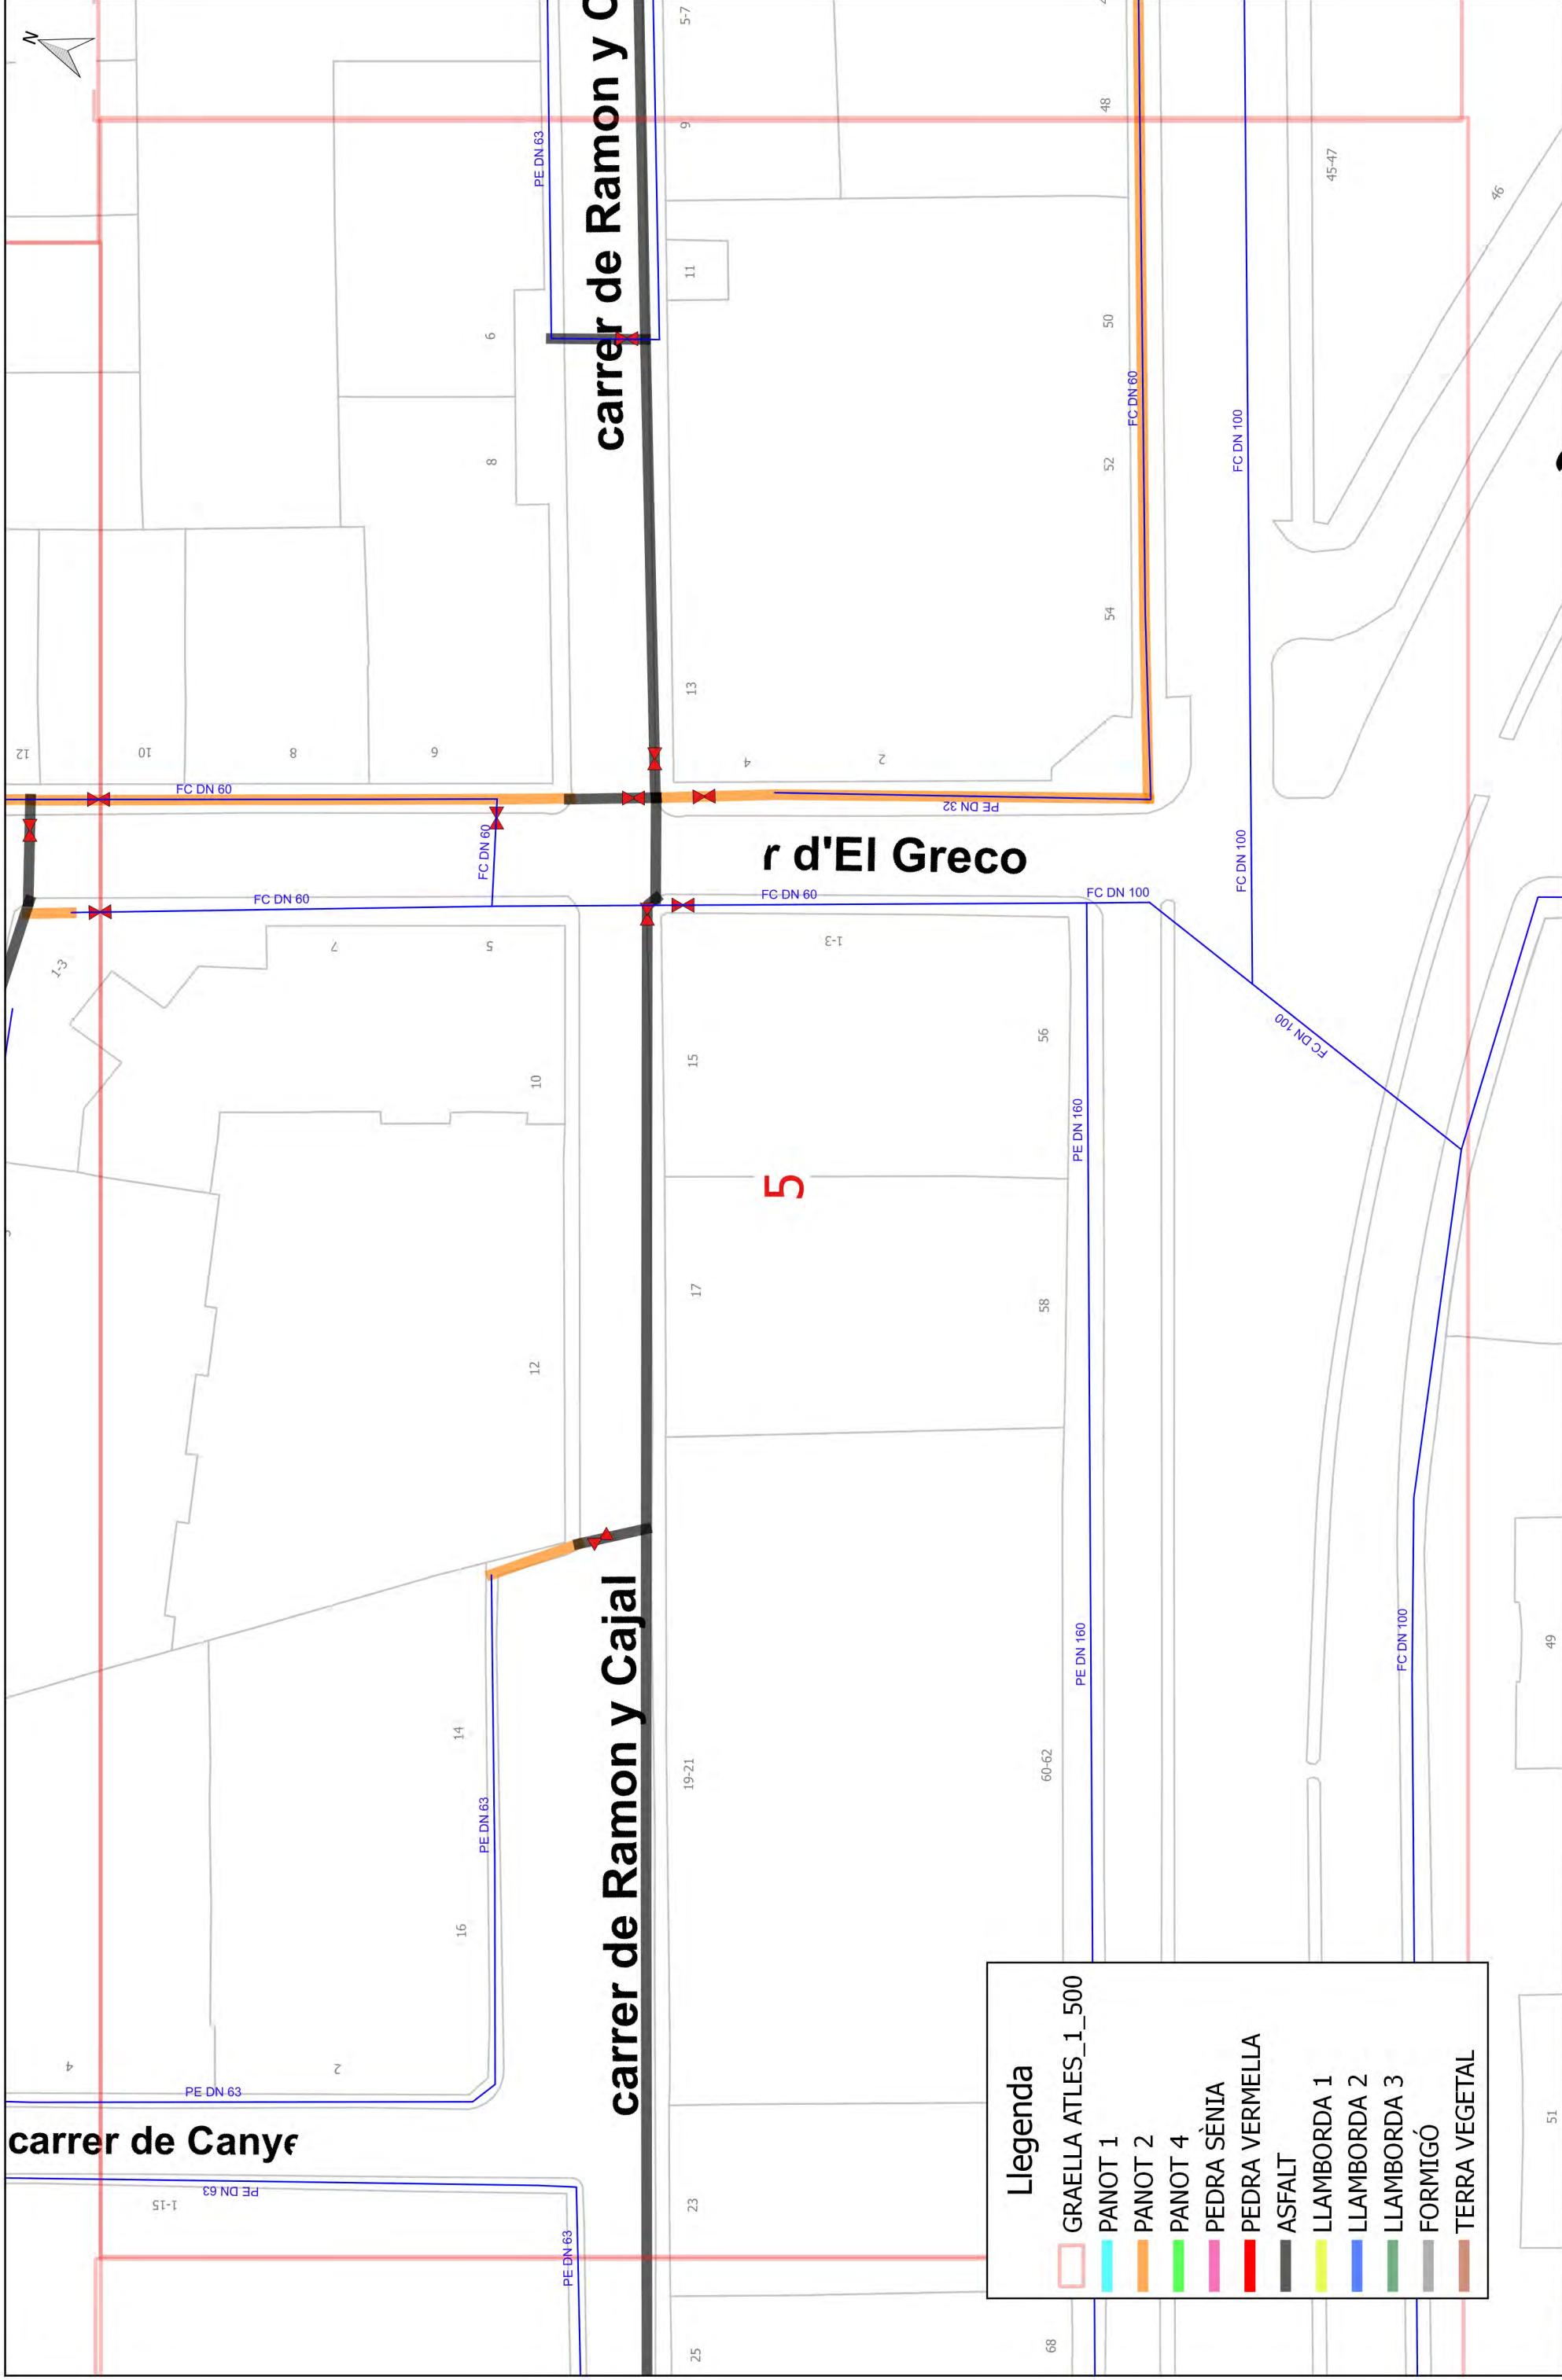 N
carrer de Ramon y C
5-7
9
11
13
48
50
52
54
45-47
46
PE DN 63
6
8
FC DN 60
FC DN 100
12
10
8
6
4
2
FC DN 60
PE DN 32
FC DN 60
r d'El Greco
FC DN 60
FC DN 60
FC DN 100
FC DN 100
1-3
7
5
1-3
10
12
15
17
56
58
5
PE DN 160
FC DN 100
carrer de Ramon y Cajal
14
16
PE DN 63
19-21
60-62
PE DN 160
FC DN 100
49
51
4
2
PE DN 63
carrer de Canye
PE DN 63
1-15
PE DN 63
23
25
68
Llegenda
GRAELLA ATLES_1_500
PANOT 1
PANOT 2
PANOT 4
PEDRA SÈNIA
PEDRA VERMELLA
ASFALT
LLAMBORDA 1
LLAMBORDA 2
LLAMBORDA 3
FORMIGÓ
TERRA VEGETAL